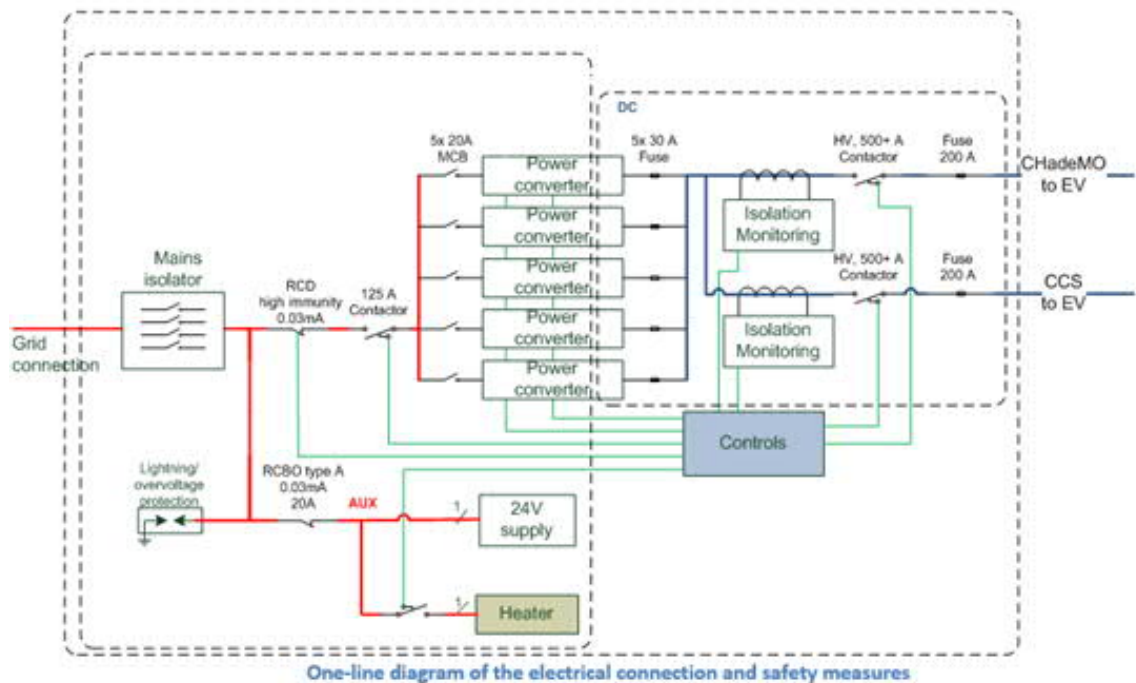 DC
5x 20A
MCB
5x 30 A
Fuse
HV, 500+ A
Contactor
Fuse
200 A
Power
converter
CHadeMO
to EV
Power
converter
Isolation
Monitoring
Mains
isolator
RCD
high immunity
0.03mA
125 A
Contactor
Power
converter
HV, 500+ A
Contactor
Fuse
200 A
CCS
to EV
Grid
connection
Power
converter
Isolation
Monitoring
Power
converter
Controls
Lightning/
overvoltage
protection
RCBO type A
0.03mA
20A
AUX
1
24V
supply
1
Heater
One-line diagram of the electrical connection and safety measures